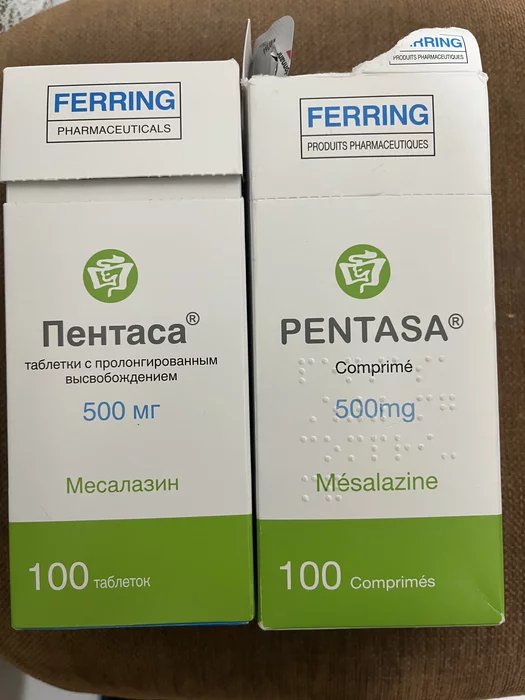 FERRING
PHARMACEUTICALS
Пентаса®
таблетки с пролонгированным
высвобождением
500 мг
Месалазин
100 таблеток
RRING
PRODUITS PHARMACEUTIQUES
FERRING
PRODUITS PHARMACEUTIQUES
PENTASA®
Comprimé
500mg
Mésalazine
100 Comprimés